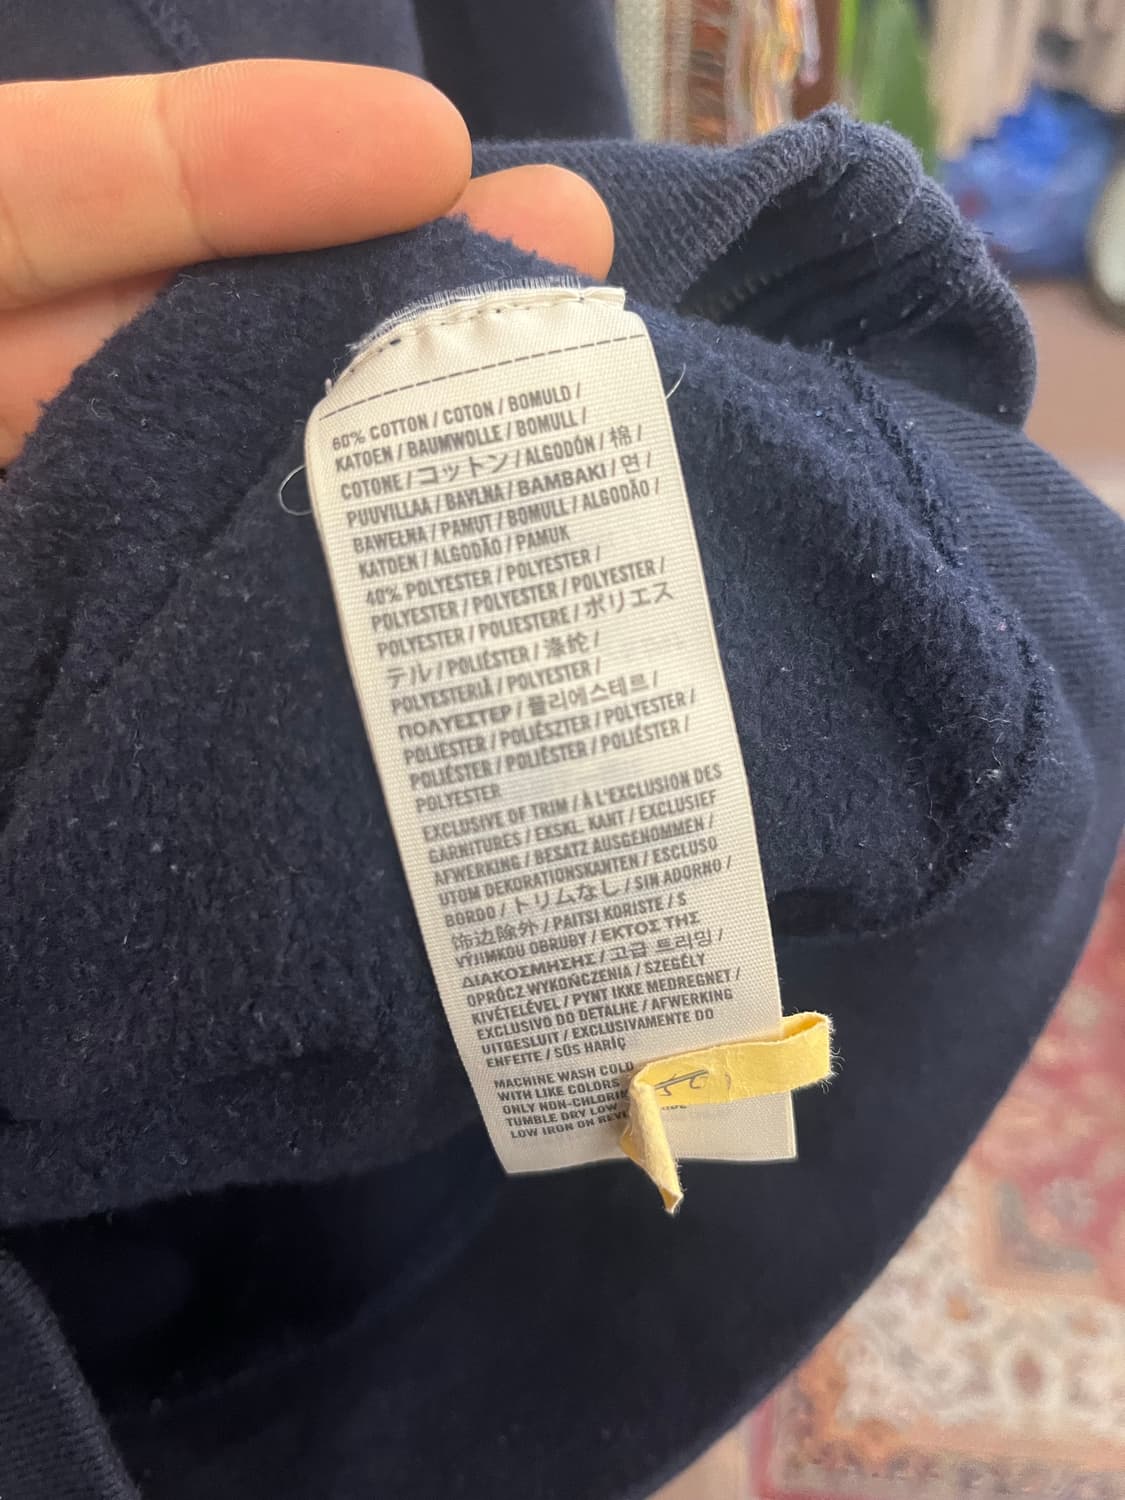 60% COTTON / COTON / BOMULD /
KATOEN / BAUMWOLLE / BOMULL /
COTONE / コットン / ALGODÓN / 棉 /
PUUVILLAA / BAVLNA / BAMBAKI / 면 /
BAWEŁNA / PAMUT / BOMULL / ALGODÃO /
KATOEN / ALGODÃO / PAMUK
40% POLYESTER / POLYESTER /
POLYESTER / POLYESTER / POLYESTER /
POLYESTER / POLIESTERE / ポリエス
テル / POLIÉSTER / 涤纶 /
POLYESTERIÄ / POLYESTER /
ΠΟΛΥΕΣΤΕΡ / 폴리에스테르 /
POLIESTER / POLIÉSZTER / POLYESTER /
POLIÉSTER / POLIÉSTER / POLIÉSTER /
POLYESTER
EXCLUSIVE OF TRIM / À L'EXCLUSION DES
GARNITURES / EKSKL. KANT / EXCLUSIEF
AFWERKING / BESATZ AUSGENOMMEN /
UTOM DEKORATIONSKANTEN / ESCLUSO
BORDO / トリムなし / SIN ADORNO /
饰边除外 / PAITSI KORISTE / S
VÝJIMKOU OBRUBY / ΕΚΤΟΣ ΤΗΣ
ΔΙΑΚΟΣΜΗΣΗΣ / 고급 트리밍 /
OPRÓCZ WYKOŃCZENIA / SZEGÉLY
KIVÉTELÉVEL / PYNT IKKE MEDREGNET /
EXCLUSIVO DO DETALHE / AFWERKING
UITGESLUIT / EXCLUSIVAMENTE DO
ENFEITE / SÜS HARİÇ
MACHINE WASH COLD
WITH LIKE COLORS
ONLY NON-CHLORI
TUMBLE DRY LOW
LOW IRON ON REV